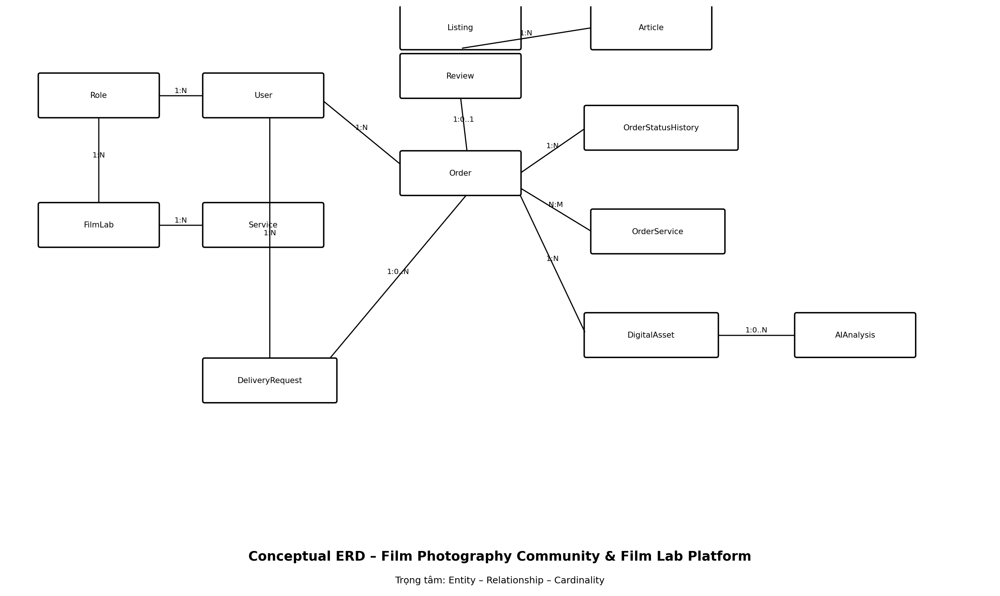 Listing
Article
1:N
Review
Role
1:N
User
1:0..1
1:N
OrderStatusHistory
1:N
1:N
Order
N:M
FilmLab
1:N
Service
1:N
OrderService
1:N
1:0..N
DigitalAsset
1:0..N
AIAnalysis
DeliveryRequest
Conceptual ERD – Film Photography Community & Film Lab Platform
Trọng tâm: Entity – Relationship – Cardinality